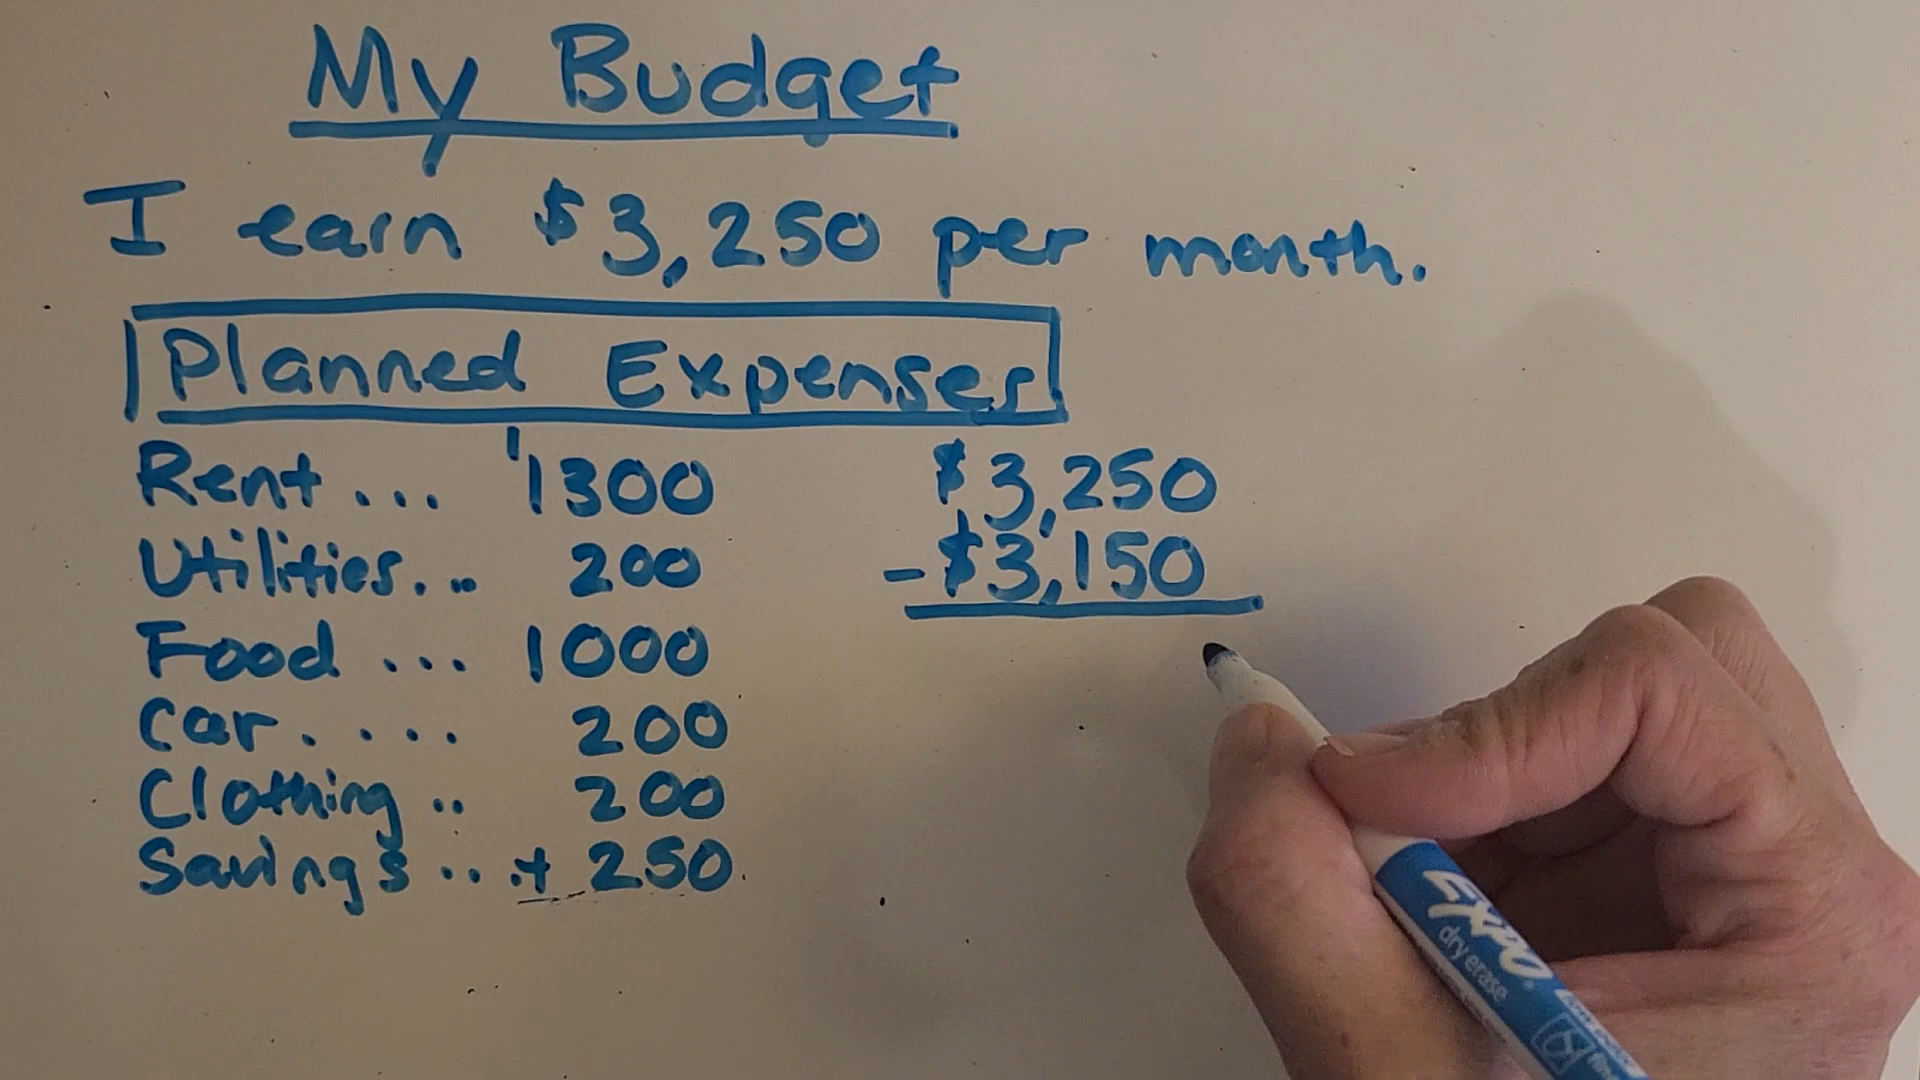 My Budget
I earn $3,250 per month.
Planned Expenses
1
Rent ... 1300
Utilities... 200
Food ... 1000
Car.... 200
Clothing .. 200
Savings ... + 250
$3,250
- $3,150
EXPO
dry erase